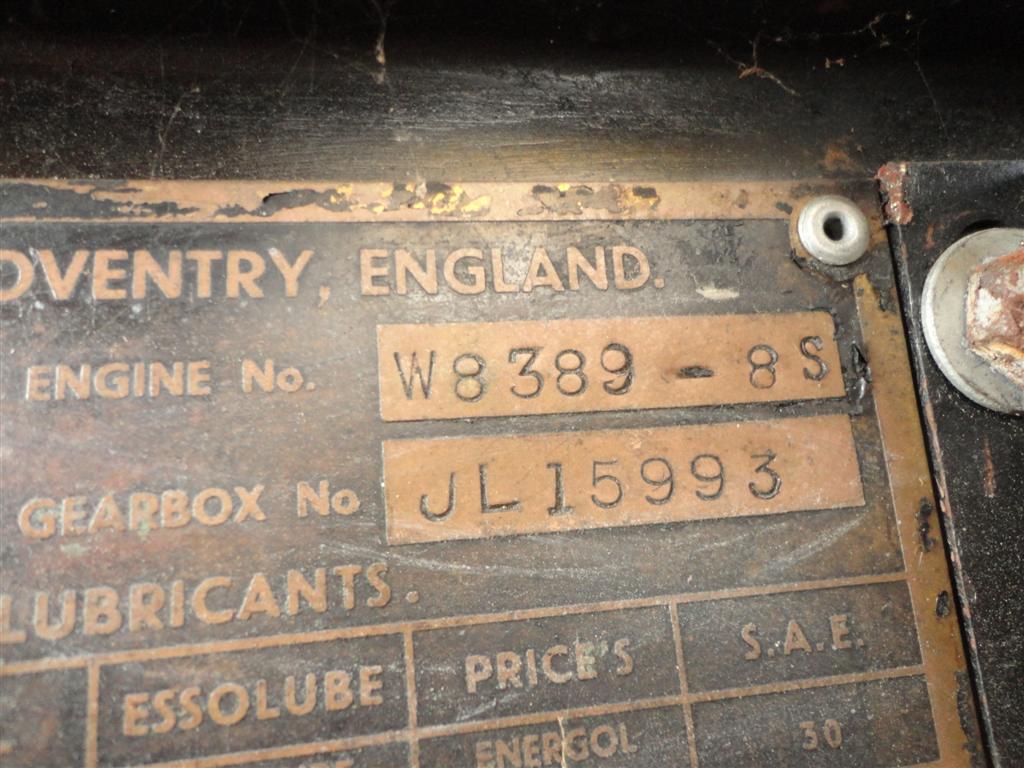 OVENTRY, ENGLAND.
ENGINE No. W8389-8S
GEARBOX No JL15993
LUBRICANTS.
ESSOLUBE PRICE'S S.A.E.
ENERGOL 30